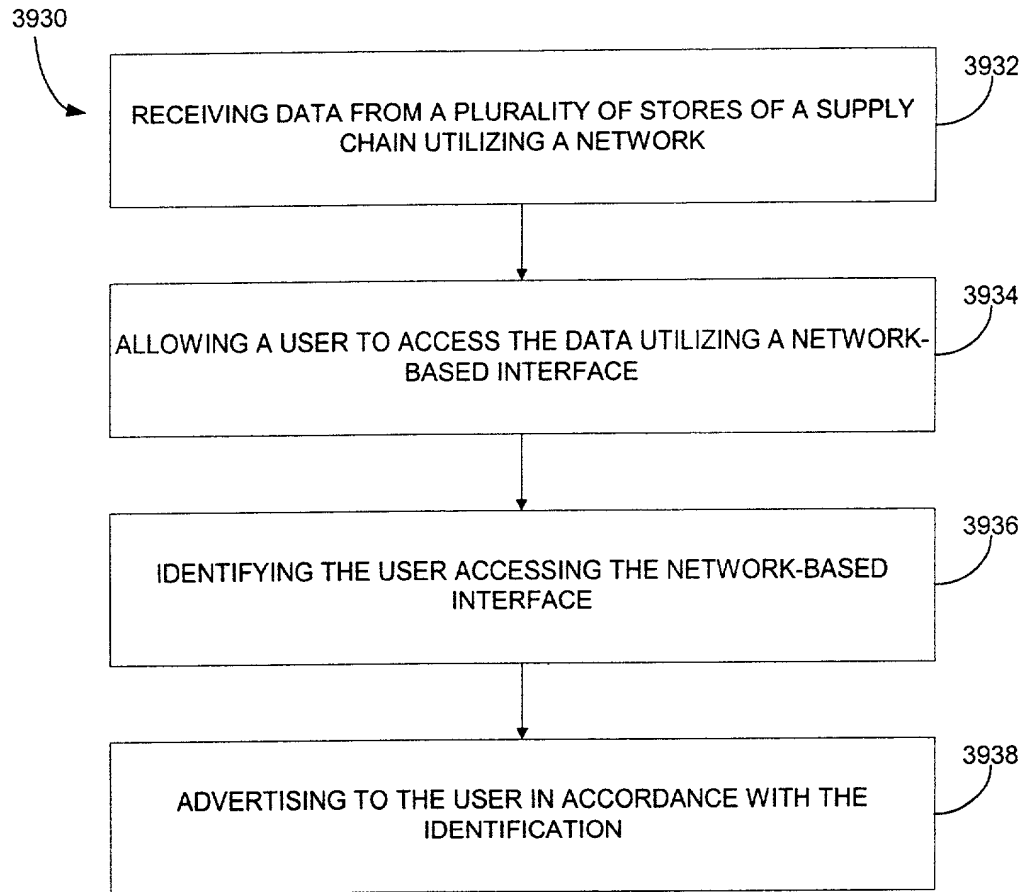 3930
3932
RECEIVING DATA FROM A PLURALITY OF STORES OF A SUPPLY
CHAIN UTILIZING A NETWORK
3934
ALLOWING A USER TO ACCESS THE DATA UTILIZING A NETWORK-
BASED INTERFACE
3936
IDENTIFYING THE USER ACCESSING THE NETWORK-BASED
INTERFACE
3938
ADVERTISING TO THE USER IN ACCORDANCE WITH THE
IDENTIFICATION